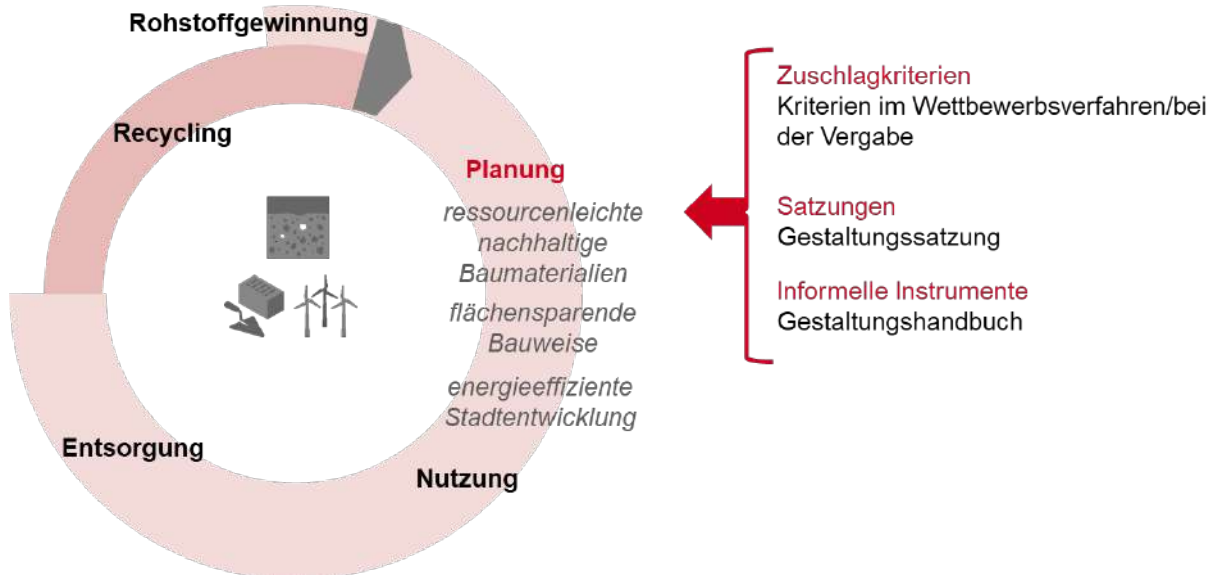 Rohstoffgewinnung
Recycling
Planung
ressourcenleichte
nachhaltige
Baumaterialien
flächensparende
Bauweise
energieeffiziente
Stadtentwicklung
Entsorgung
Nutzung
Zuschlagkriterien
Kriterien im Wettbewerbsverfahren/bei
der Vergabe
Satzungen
Gestaltungssatzung
Informelle Instrumente
Gestaltungshandbuch